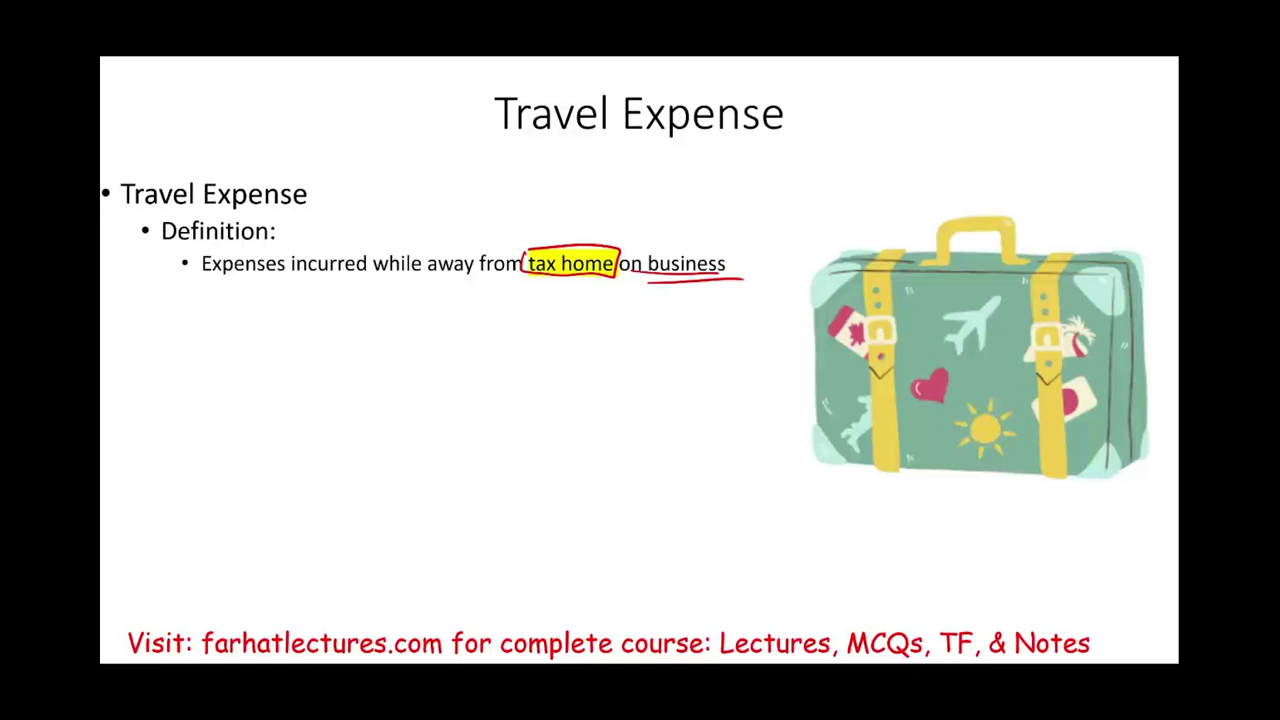 Travel Expense
• Travel Expense
• Definition:
• Expenses incurred while away from tax home on business
Visit: farhatlectures.com for complete course: Lectures, MCQs, TF, & Notes